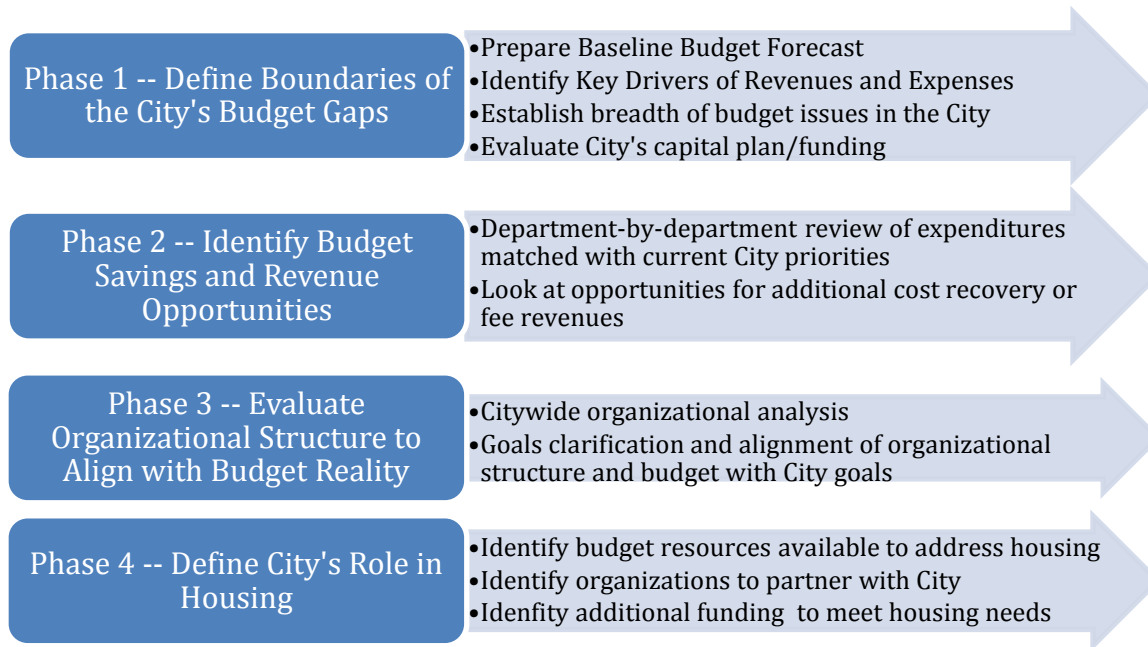 Phase 1 -- Define Boundaries of
the City's Budget Gaps
•Prepare Baseline Budget Forecast
•Identify Key Drivers of Revenues and Expenses
•Establish breadth of budget issues in the City
•Evaluate City's capital plan/funding
Phase 2 -- Identify Budget
Savings and Revenue
Opportunities
•Department-by-department review of expenditures
matched with current City priorities
•Look at opportunities for additional cost recovery or
fee revenues
Phase 3 -- Evaluate
Organizational Structure to
Align with Budget Reality
•Citywide organizational analysis
•Goals clarification and alignment of organizational
structure and budget with City goals
Phase 4 -- Define City's Role in
Housing
•Identify budget resources available to address housing
•Identify organizations to partner with City
•Idenfity additional funding  to meet housing needs